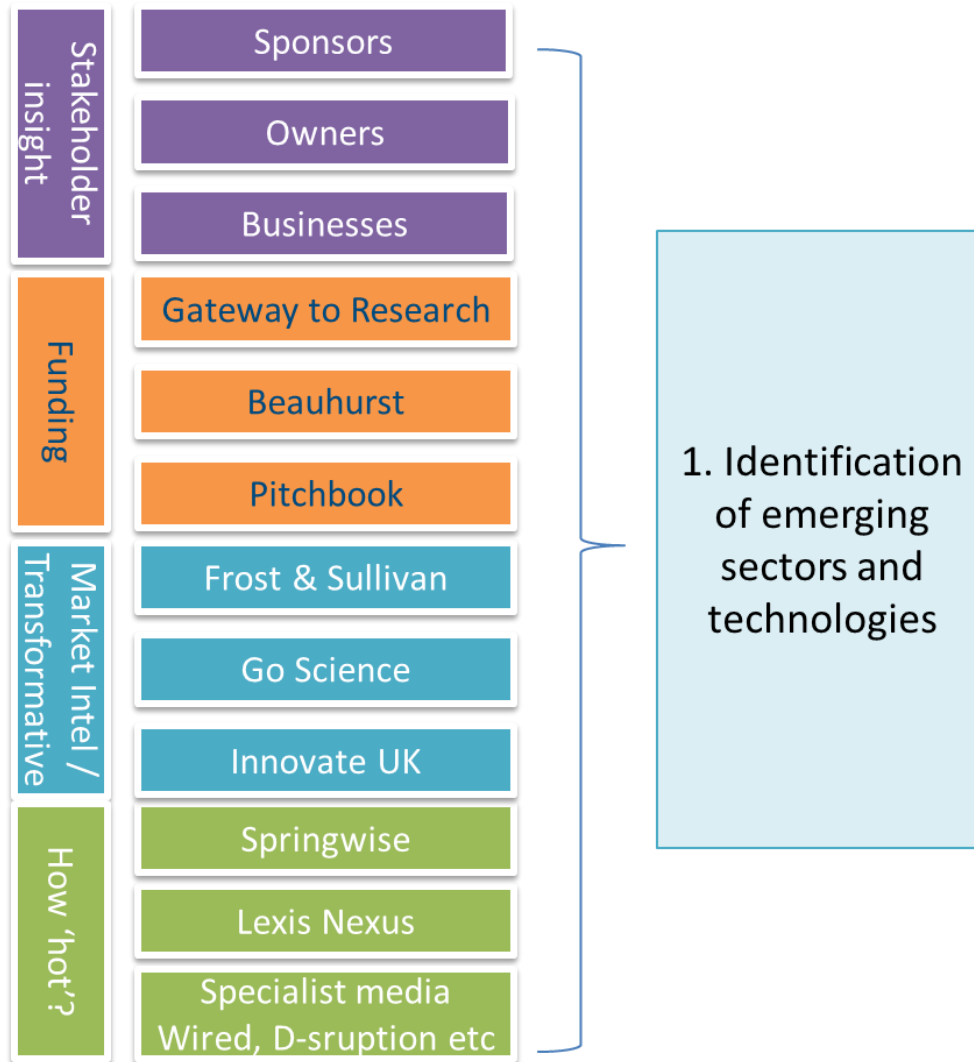 Stakeholder
insight
Sponsors
Owners
Businesses
Funding
Gateway to Research
Beauhurst
Pitchbook
Market Intel /
Transformative
Frost & Sullivan
Go Science
Innovate UK
How ‘hot’?
Springwise
Lexis Nexus
Specialist media
Wired, D-sruption etc
1. Identification
of emerging
sectors and
technologies